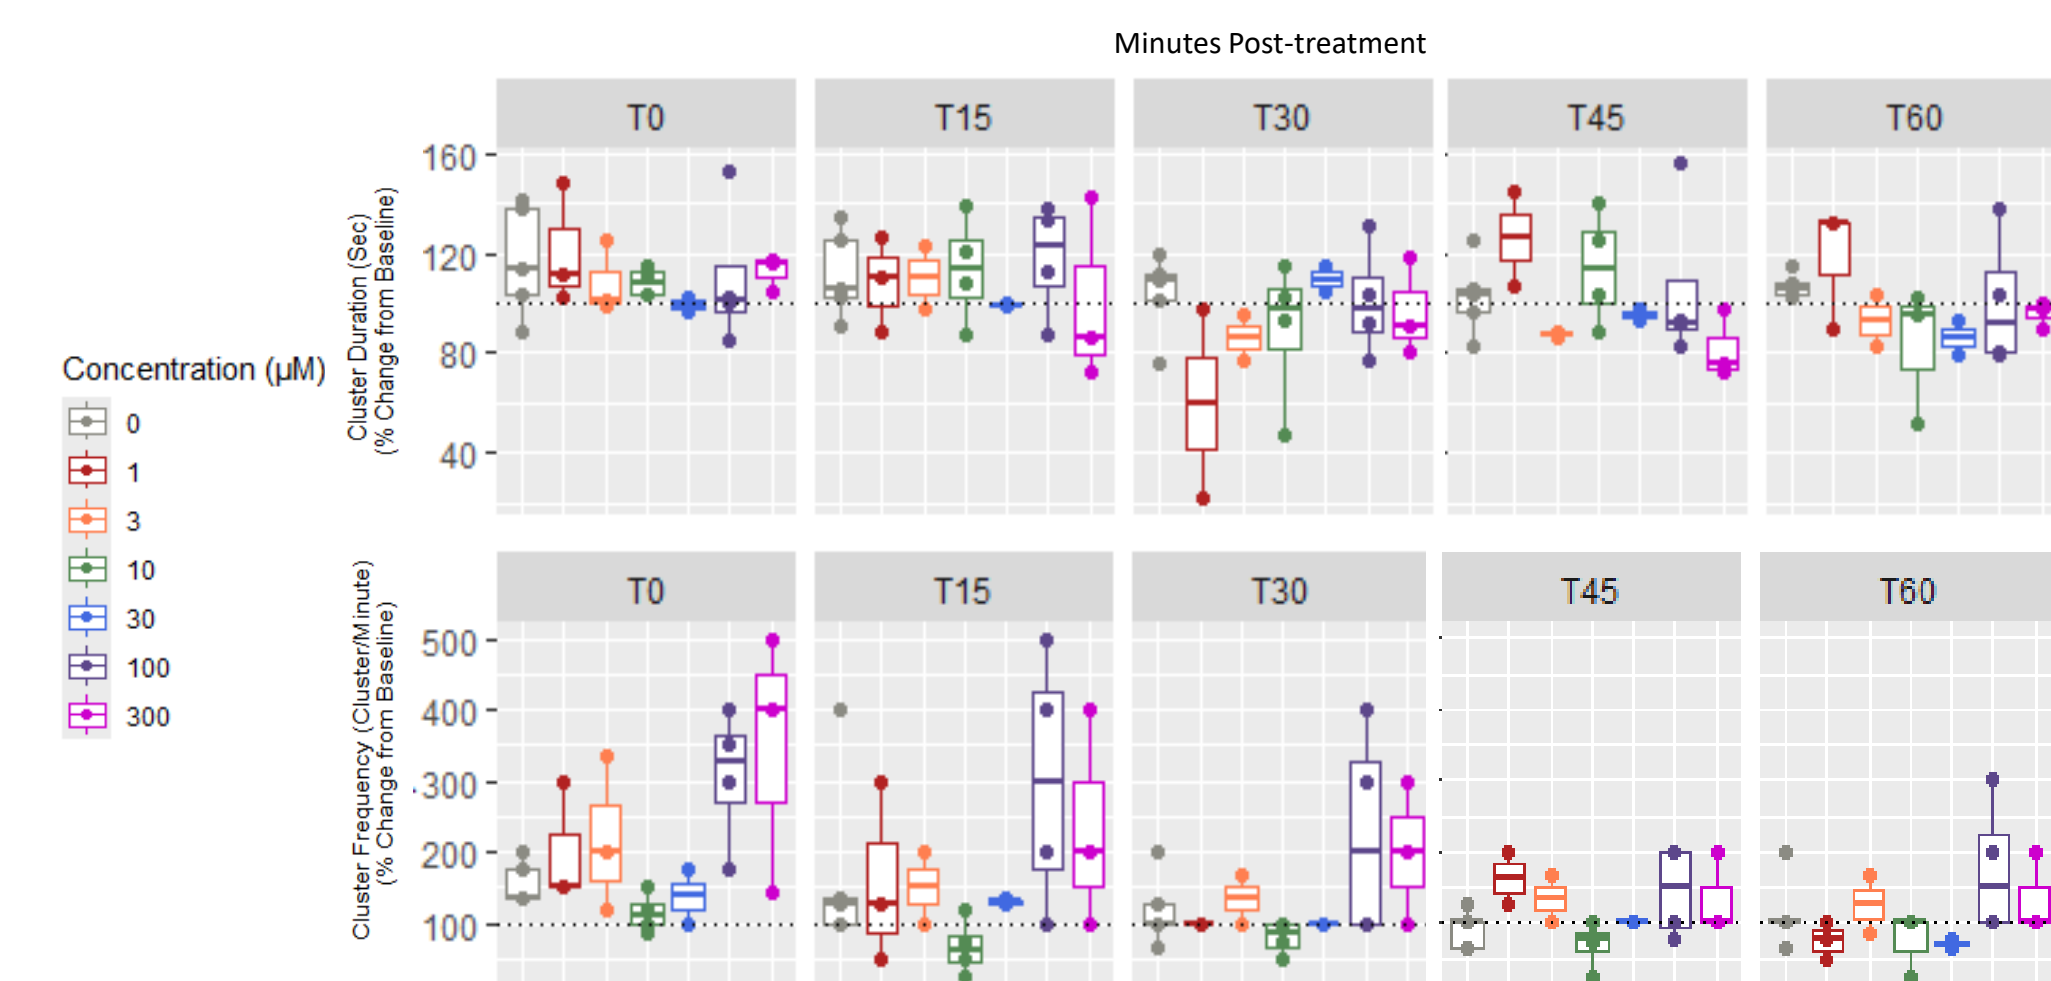 Minutes Post-treatment
T0 T15 T30 T45 T60
160
120
80
40
Cluster Duration (Sec)
(% Change from Baseline)
Concentration (µM)
0
1
3
10
30
100
300
T0 T15 T30 T45 T60
500
400
300
200
100
Cluster Frequency (Cluster/Minute)
(% Change from Baseline)